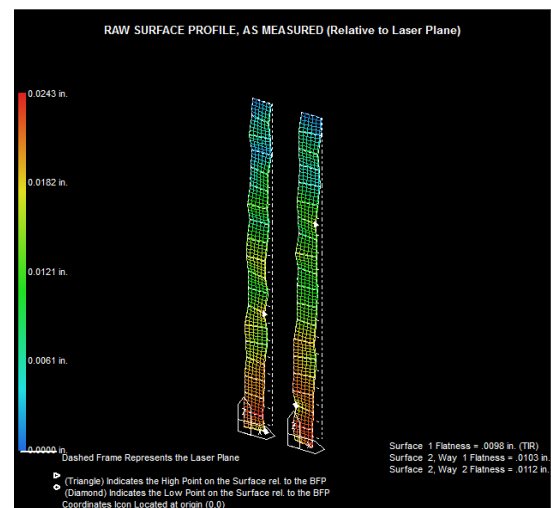 RAW SURFACE PROFILE, AS MEASURED (Relative to Laser Plane)
0.0243 in.
0.0182 in.
0.0121 in.
0.0061 in.
0.0000 in.
Dashed Frame Represents the Laser Plane
(Triangle) Indicates the High Point on the Surface rel. to the BFP
(Diamond) Indicates the Low Point on the Surface rel. to the BFP
Coordinates Icon Located at origin (0,0)
Surface 1 Flatness = .0098 in. (TIR)
Surface 2, Way 1 Flatness = .0103 in.
Surface 2, Way 2 Flatness = .0112 in.